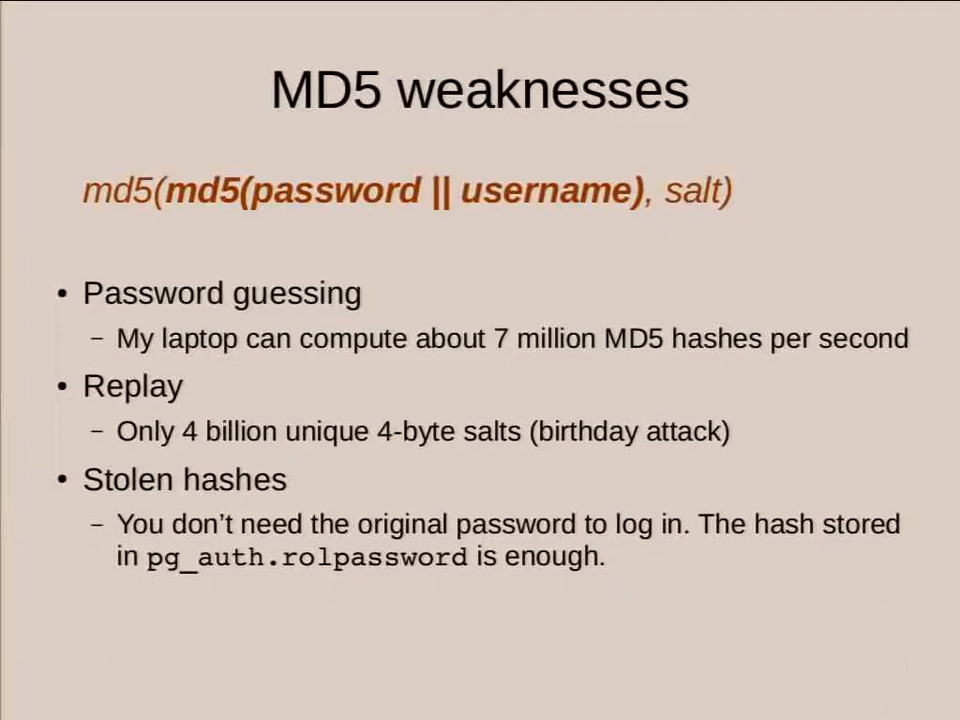 MD5 weaknesses
md5(md5(password || username), salt)
• Password guessing
– My laptop can compute about 7 million MD5 hashes per second
• Replay
– Only 4 billion unique 4-byte salts (birthday attack)
• Stolen hashes
– You don’t need the original password to log in. The hash stored
in pg_auth.rolpassword is enough.